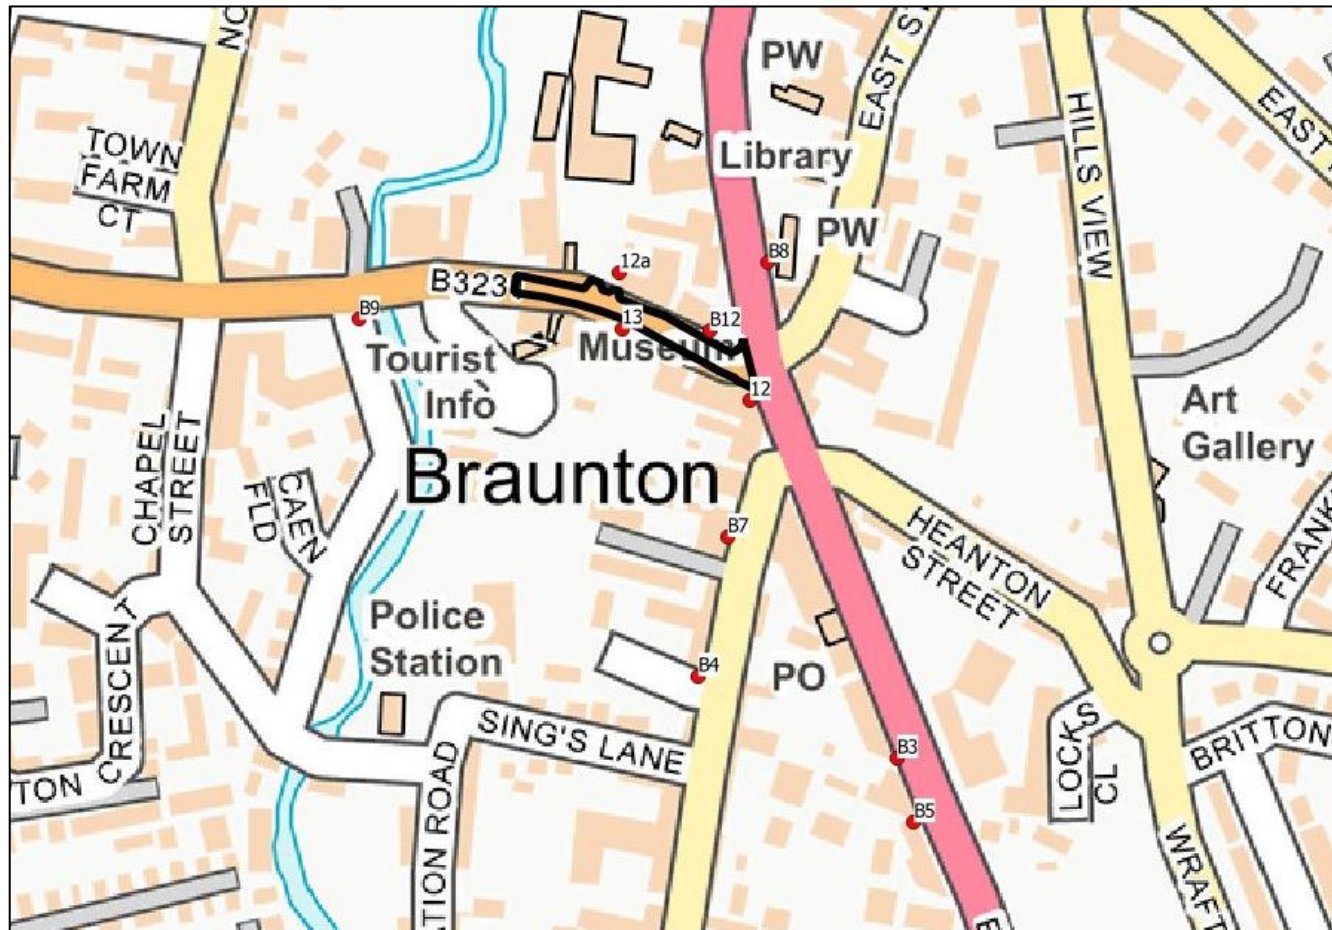 NO
PW
EAST S
EAST
HILLS VIEW
TOWN
FARM
CT
Library
PW
12a
B8
B323
B9
13
B12
Museum
Tourist
Info
12
Art
Gallery
CHAPEL
STREET
CAEN
FLD
Braunton
B7
HEANTON
STREET
FRANK
CRESCENT
Police
Station
B4
PO
SING'S LANE
LOCKS
CL
BRITTON
TON
B3
B5
TION ROAD
WRAFT